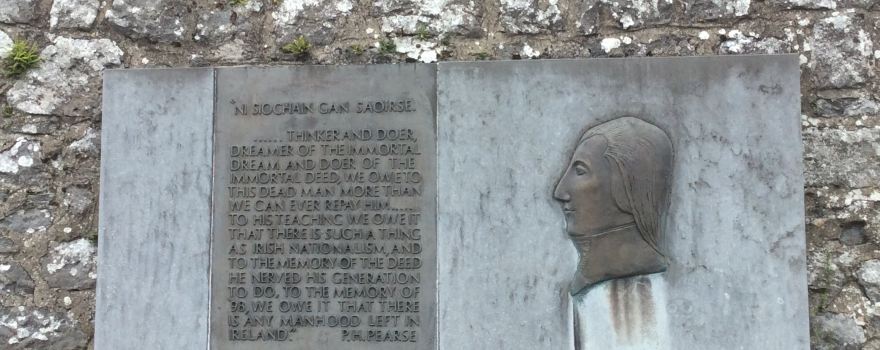 "NI SIOCHAIN GAN SAOIRSE.
...... THINKER AND DOER,
DREAMER OF THE IMMORTAL
DREAM AND DOER OF THE
IMMORTAL DEED, WE OWE TO
THIS DEAD MAN MORE THAN
WE CAN EVER REPAY HIM.....
TO HIS TEACHING WE OWE IT
THAT THERE IS SUCH A THING
AS IRISH NATIONALISM, AND
TO THE MEMORY OF THE DEED
HE NERVED HIS GENERATION
TO DO, TO THE MEMORY OF
'98, WE OWE IT THAT THERE
IS ANY MANHOOD LEFT IN
IRELAND." P.H. PEARSE